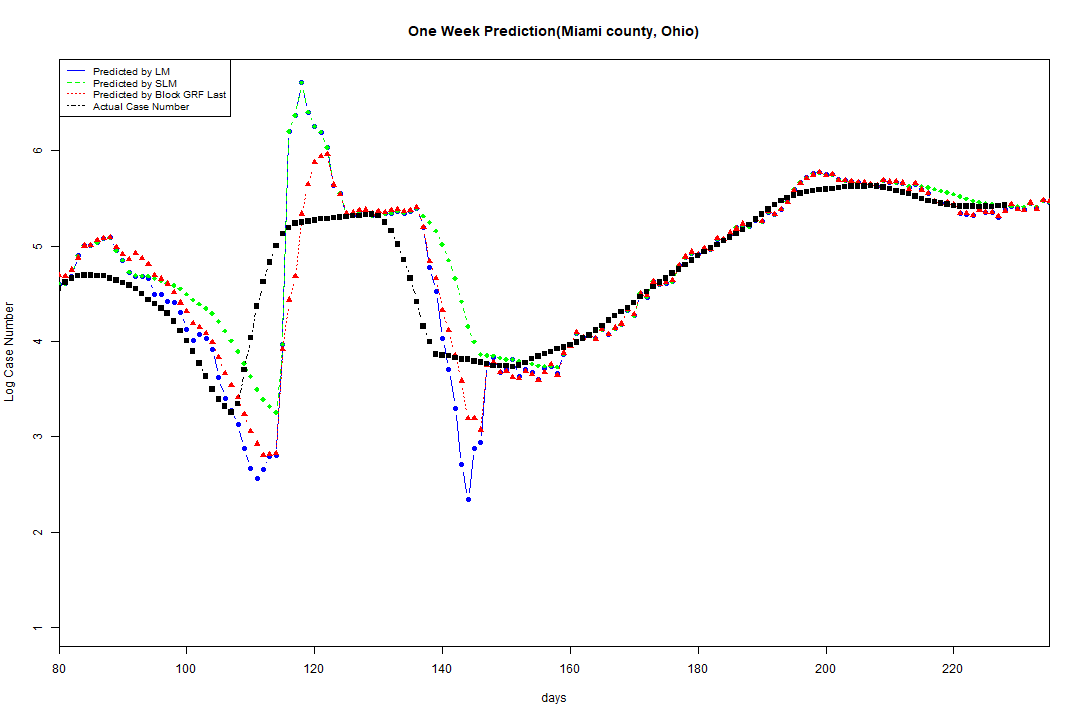 One Week Prediction(Miami county, Ohio)
Predicted by LM
Predicted by SLM
Predicted by Block GRF Last
Actual Case Number
Log Case Number
6
5
4
3
2
1
80 100 120 140 160 180 200 220
days